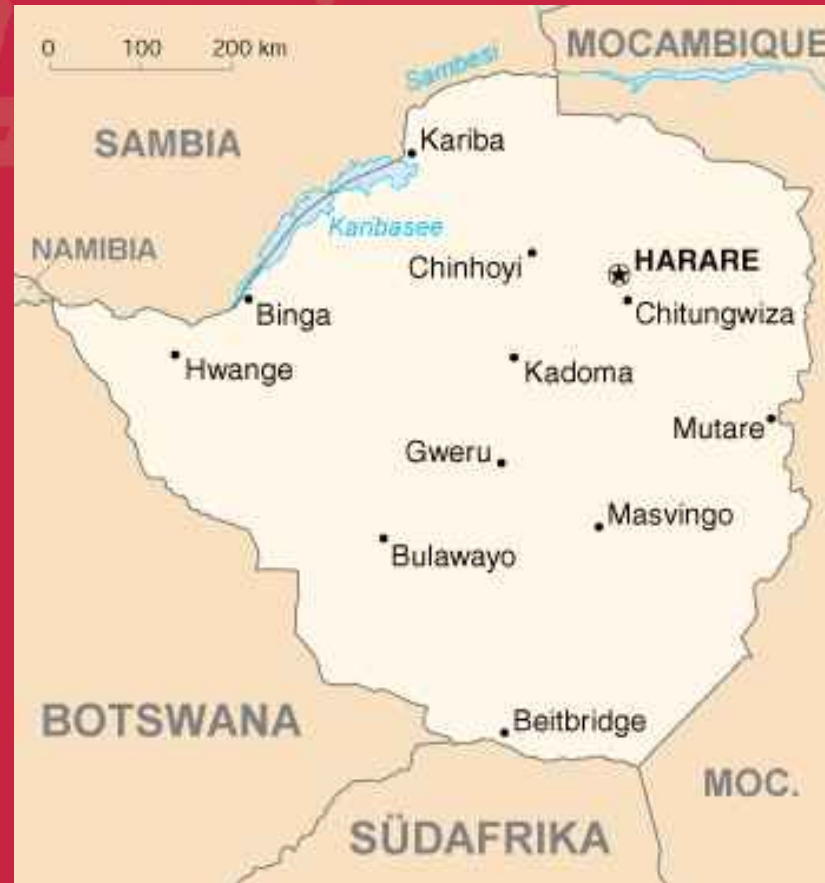 0 100 200 km
MOCAMBIQUE
Sambesi
SAMBIA
Kariba
Karibasee
NAMIBIA
Chinhoyi
HARARE
Binga
Chitungwiza
Hwange
Kadoma
Mutare
Gweru
Masvingo
Bulawayo
BOTSWANA
Beitbridge
MOC.
SÜDAFRIKA